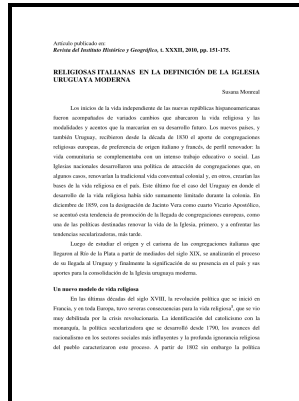 Artículo publicado en:
Revista del Instituto Histórico y Geográfico, t. XXXII, 2010, pp. 151-175.
RELIGIOSAS ITALIANAS EN LA DEFINICIÓN DE LA IGLESIA
URUGUAYA MODERNA
Susana Monreal
Los inicios de la vida independiente de las nuevas repúblicas hispanoamericanas
fueron acompañados de variados cambios que abarcaron la vida religiosa y las
modalidades y acentos que la marcarían en su desarrollo futuro. Los nuevos países, y
también Uruguay, recibieron desde la década de 1830 el aporte de congregaciones
religiosas europeas, de preferencia de origen italiano y francés, de perfil renovador: la
vida comunitaria se complementaba con un intenso trabajo educativo o social. Las
Iglesias nacionales desarrollaron una política de atracción de congregaciones que, en
algunos casos, renovarían la tradicional vida conventual colonial y, en otros, crearían las
bases de la vida religiosa en el país. Este último fue el caso del Uruguay en donde el
desarrollo de la vida religiosa había sido sumamente limitado durante la colonia. En
diciembre de 1859, con la designación de Jacinto Vera como cuarto Vicario Apostólico,
se acentuó esta tendencia de promoción de la llegada de congregaciones europeas, como
una de las políticas destinadas renovar la vida de la Iglesia, primero, y a enfrentar las
tendencias secularizadoras, más tarde.
Luego de estudiar el origen y el carisma de las congregaciones italianas que
llegaron al Río de la Plata a partir de mediados del siglo XIX, se analizarán el proceso
de su llegada al Uruguay y finalmente la significación de su presencia en el país y sus
aportes para la consolidación de la Iglesia uruguaya moderna.
Un nuevo modelo de vida religiosa
En las últimas décadas del siglo XVIII, la revolución política que se inició en
Francia, y en toda Europa, tuvo severas consecuencias para la vida religiosa, que se vio
muy debilitada por la crisis revolucionaria. La identificación del catolicismo con la
monarquía, la política secularizadora que se desarrolló desde 1790, los avances del
racionalismo en los sectores sociales más influyentes y la profunda ignorancia religiosa
del pueblo caracterizaron este proceso. A partir de 1802 sin embargo la política